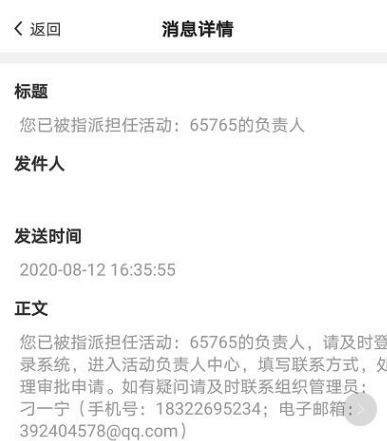 返回
消息详情
标题
您已被指派担任活动：65765的负责人
发件人
发送时间
2020-08-12 16:35:55
正文
您已被指派担任活动：65765的负责人，请及时登
录系统，进入活动负责人中心，填写联系方式，处
理审批申请。如有疑问请及时联系组织管理员：
刁一宁（手机号：18322695234；电子邮箱：
392404578@qq.com）